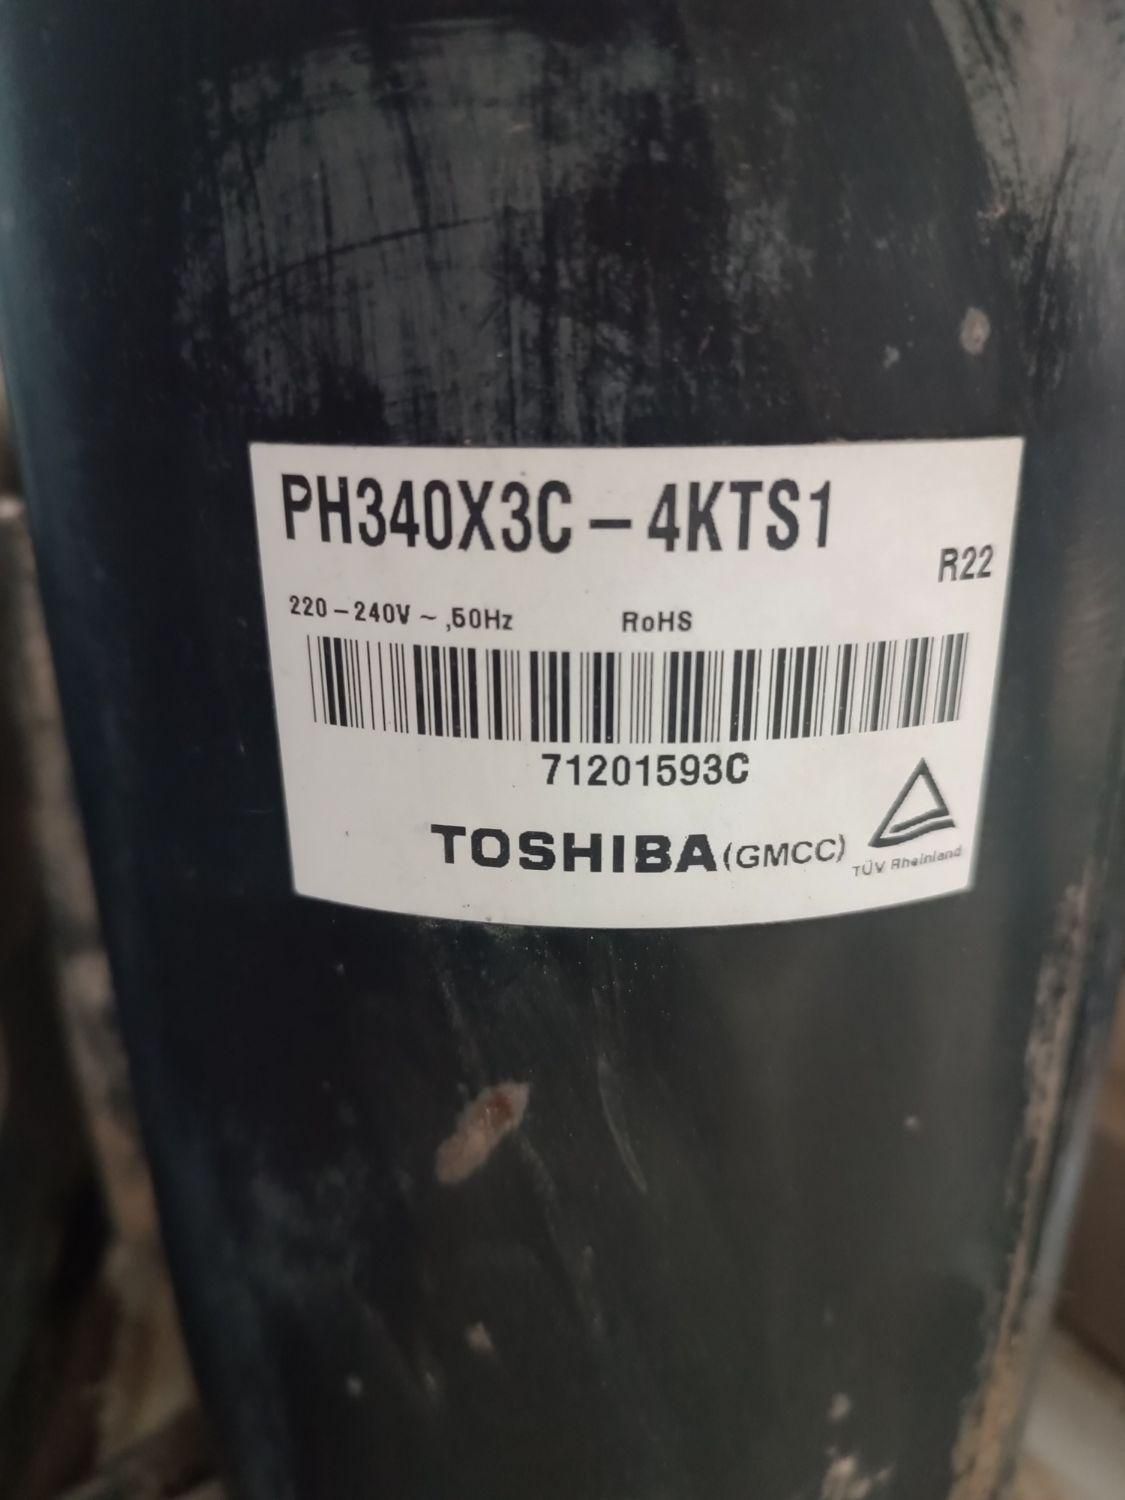 PH340X3C-4KTS1
R22
220-240V~,50Hz RoHS
71201593C
TOSHIBA(GMCC)
TÜV Rheinland